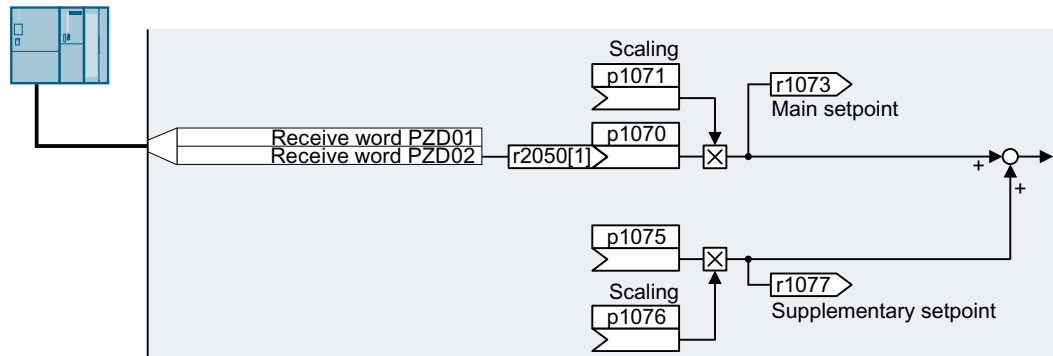 Scaling
p1071
r1073
Main setpoint
Receive word PZD01
p1070
Receive word PZD02
r2050[1]
+
+
p1075
r1077
Scaling
Supplementary setpoint
p1076